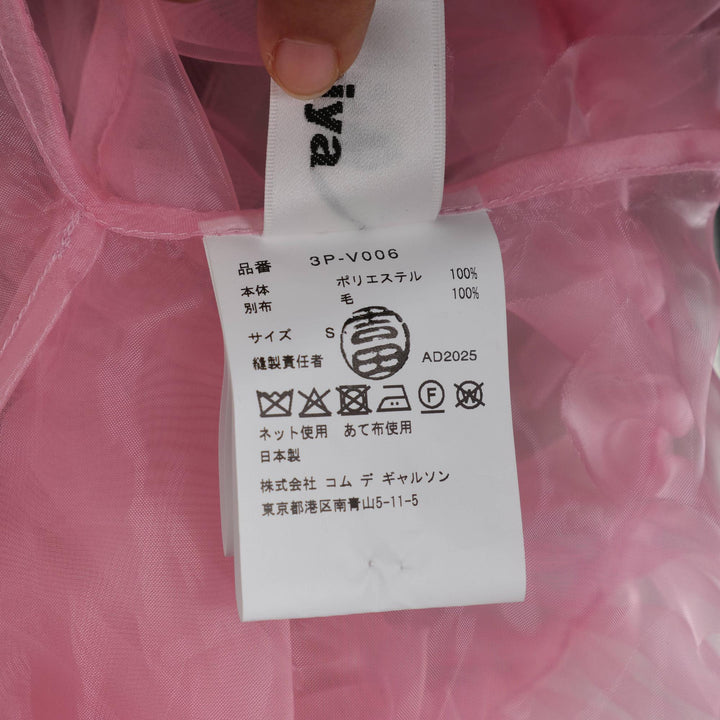 iya
品番 3P-V006
本体 ポリエステル 100%
別布 毛 100%
サイズ S
縫製責任者 吉田 AD2025
F W
ネット使用 あて布使用
日本製
株式会社 コム デ ギャルソン
東京都港区南青山5-11-5